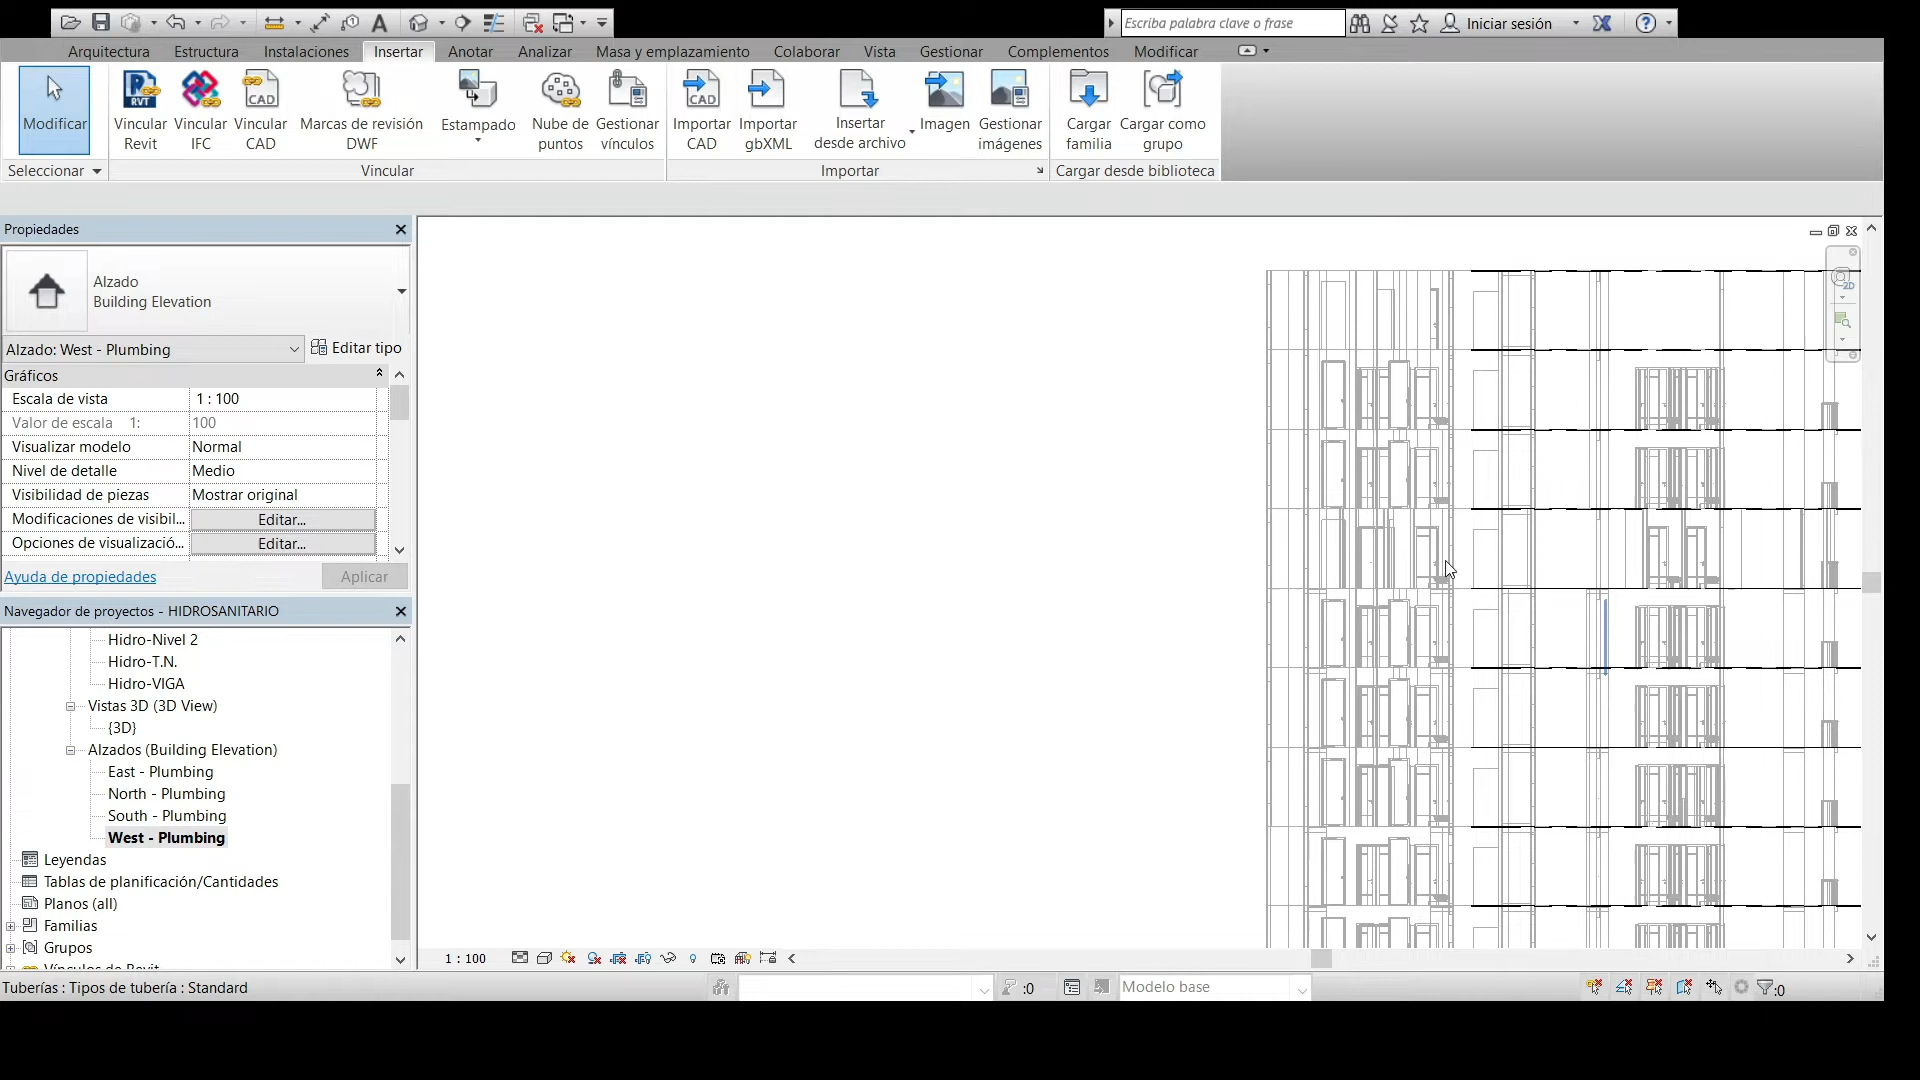 Escriba palabra clave o frase
Iniciar sesión
Arquitectura Estructura Instalaciones Insertar Anotar Analizar Masa y emplazamiento Colaborar Vista Gestionar Complementos Modificar
Modificar
Vincular Revit
Vincular IFC
Vincular CAD
Marcas de revisión DWF
Estampado
Nube de puntos
Gestionar vínculos
Importar CAD
Importar gbXML
Insertar desde archivo
Imagen
Gestionar imágenes
Cargar familia
Cargar como grupo
Seleccionar
Vincular
Importar
Cargar desde biblioteca
Propiedades
Alzado
Building Elevation
Alzado: West - Plumbing
Editar tipo
Gráficos
Escala de vista 1 : 100
Valor de escala 1: 100
Visualizar modelo Normal
Nivel de detalle Medio
Visibilidad de piezas Mostrar original
Modificaciones de visibil... Editar...
Opciones de visualizació... Editar...
Ayuda de propiedades Aplicar
Navegador de proyectos - HIDROSANITARIO
Hidro-Nivel 2
Hidro-T.N.
Hidro-VIGA
Vistas 3D (3D View)
{3D}
Alzados (Building Elevation)
East - Plumbing
North - Plumbing
South - Plumbing
West - Plumbing
Leyendas
Tablas de planificación/Cantidades
Planos (all)
Familias
Grupos
Vínculos de Revit
1 : 100
Tuberías : Tipos de tubería : Standard
:0
Modelo base
:0